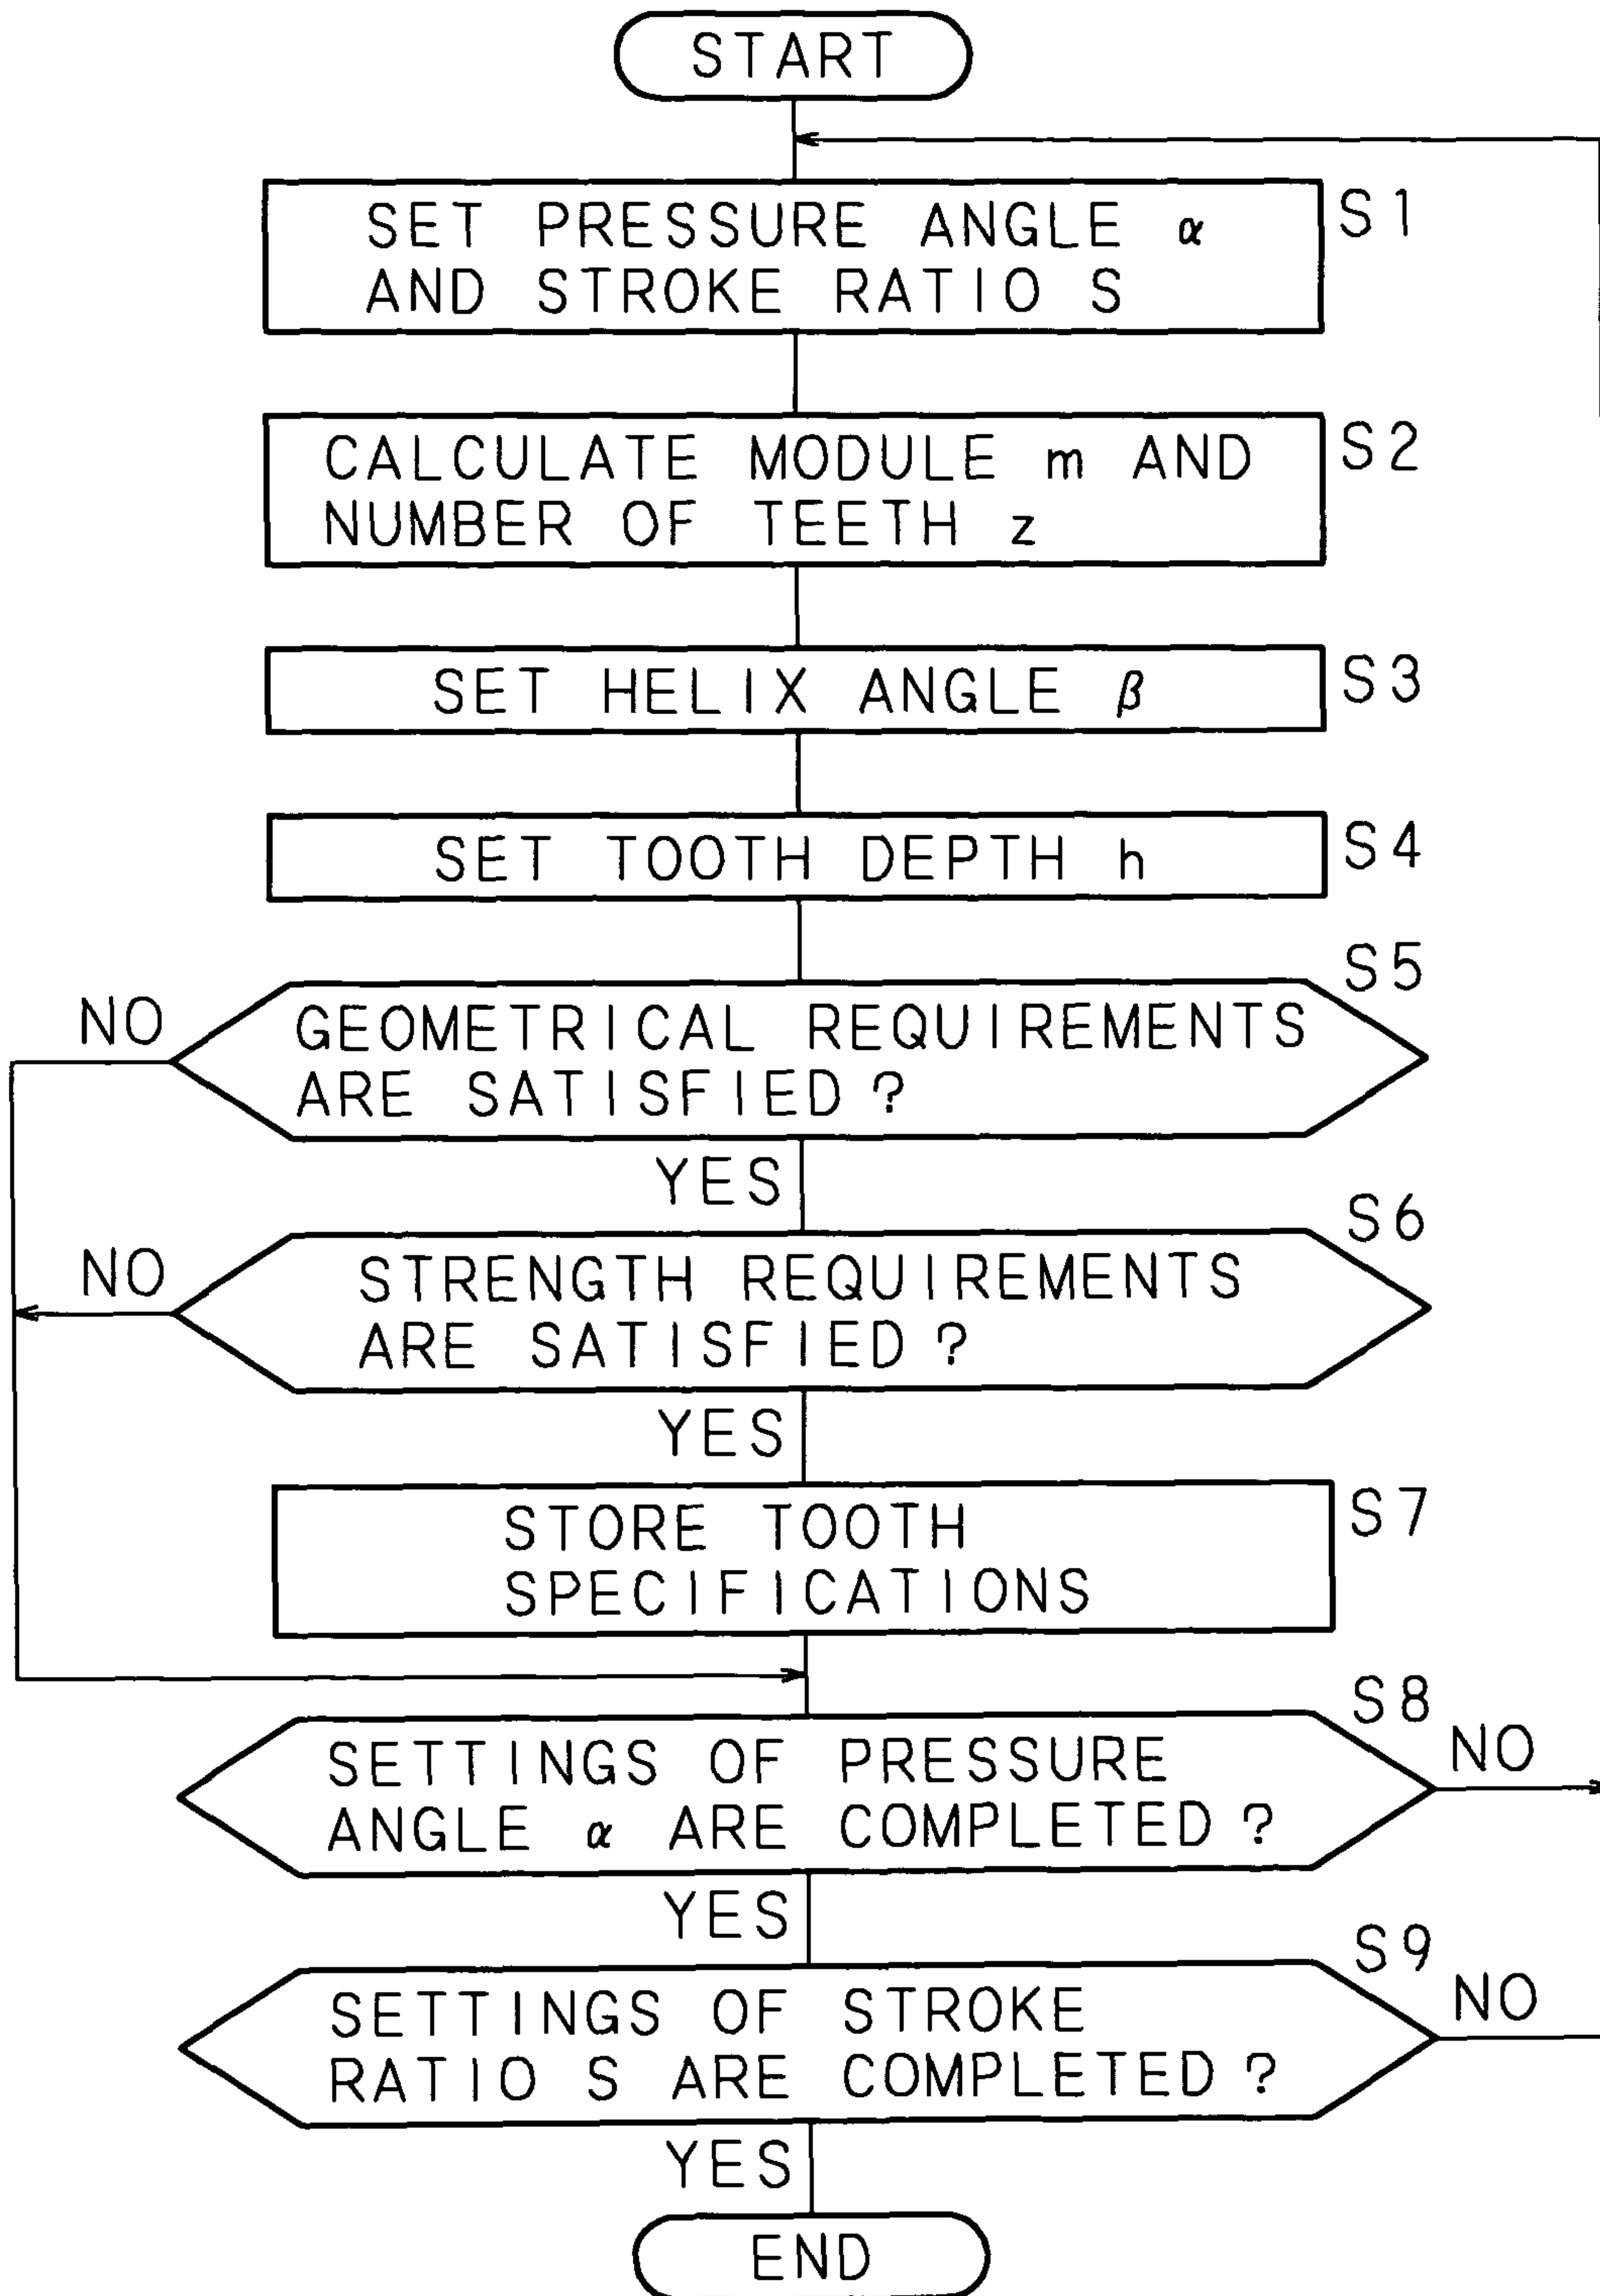 START
SET PRESSURE ANGLE α
AND STROKE RATIO S
S1
CALCULATE MODULE m AND
NUMBER OF TEETH z
S2
SET HELIX ANGLE β
S3
SET TOOTH DEPTH h
S4
S5
NO
GEOMETRICAL REQUIREMENTS
ARE SATISFIED?
YES
S6
NO
STRENGTH REQUIREMENTS
ARE SATISFIED?
YES
STORE TOOTH
SPECIFICATIONS
S7
S8
SETTINGS OF PRESSURE
ANGLE α ARE COMPLETED?
NO
YES
S9
SETTINGS OF STROKE
RATIO S ARE COMPLETED?
NO
YES
END